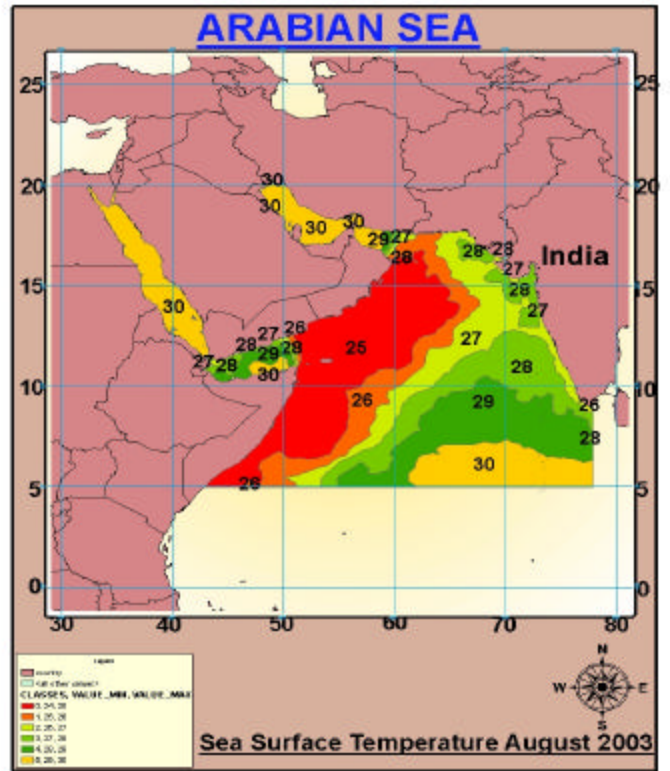 ARABIAN SEA
25 25
20 30 20
30 30
30
29 27
28 28 28
India
27
15 28 15
30 27
26
27 28 27
28 29 28 25
27 28 30 28
10 10
26 29 26
28
30
5 26 5
0 0
30 40 50 60 70 80
N
W E
S
country
CLASSES, VALUE_MIN, VALUE_MAX
Sea Surface Temperature August 2003